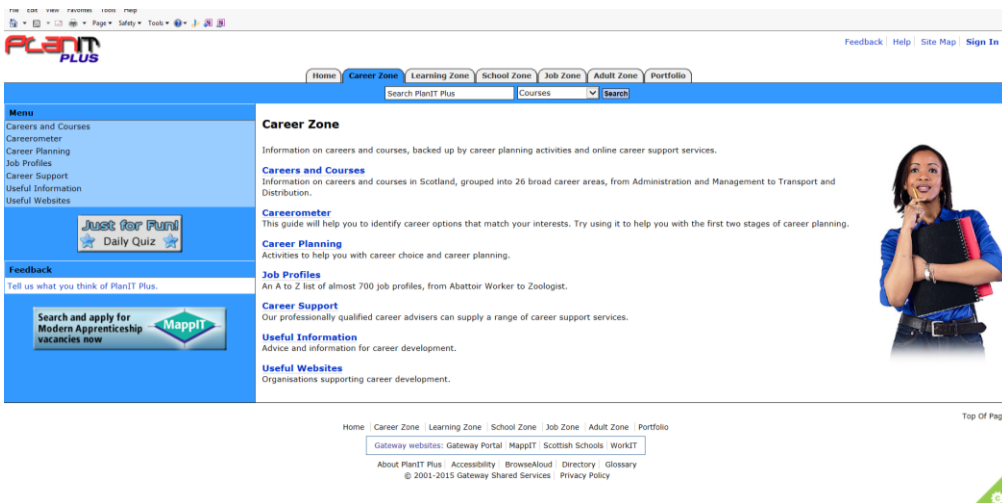 File Edit View Favorites Tools Help
Page Safety Tools
PLANIT
PLUS
Feedback Help Site Map Sign In
Home Career Zone Learning Zone School Zone Job Zone Adult Zone Portfolio
Search PlanIT Plus Courses Search
Menu
Careers and Courses
Careerometer
Career Planning
Job Profiles
Career Support
Useful Information
Useful Websites
Just for Fun!
Daily Quiz
Feedback
Tell us what you think of PlanIT Plus.
Search and apply for
Modern Apprenticeship
vacancies now
MappIT
Career Zone
Information on careers and courses, backed up by career planning activities and online career support services.
Careers and Courses
Information on careers and courses in Scotland, grouped into 26 broad career areas, from Administration and Management to Transport and
Distribution.
Careerometer
This guide will help you to identify career options that match your interests. Try using it to help you with the first two stages of career planning.
Career Planning
Activities to help you with career choice and career planning.
Job Profiles
An A to Z list of almost 700 job profiles, from Abattoir Worker to Zoologist.
Career Support
Our professionally qualified career advisers can supply a range of career support services.
Useful Information
Advice and information for career development.
Useful Websites
Organisations supporting career development.
Top Of Pag
Home Career Zone Learning Zone School Zone Job Zone Adult Zone Portfolio
Gateway websites: Gateway Portal MappIT Scottish Schools WorkIT
About PlanIT Plus Accessibility BrowseAloud Directory Glossary
© 2001-2015 Gateway Shared Services Privacy Policy